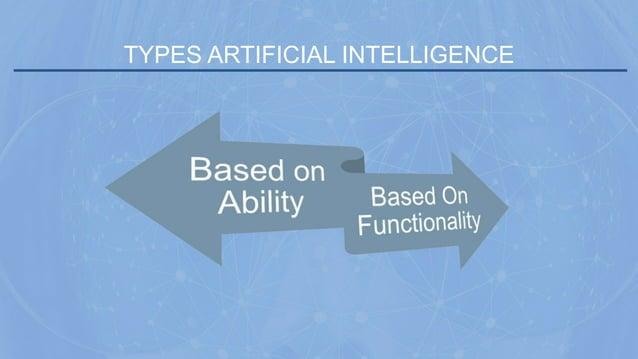 TYPES ARTIFICIAL INTELLIGENCE
Based on
Ability
Based On
Functionality